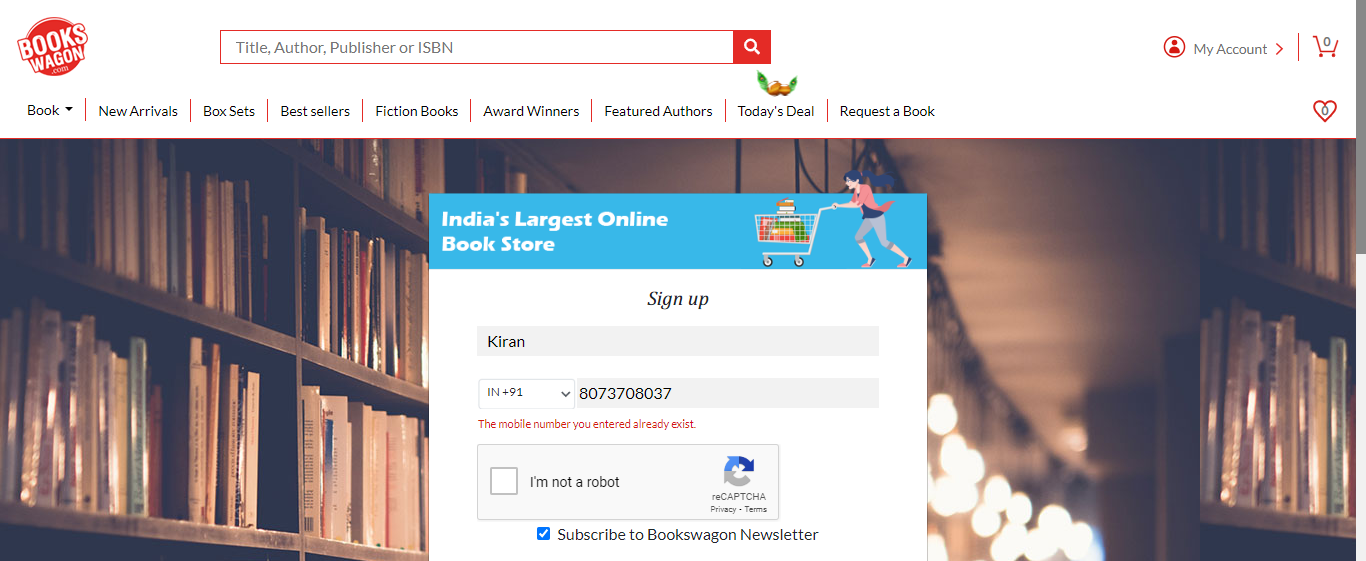 BOOKS
WAGON
.com
Title, Author, Publisher or ISBN
My Account
0
Book
New Arrivals
Box Sets
Best sellers
Fiction Books
Award Winners
Featured Authors
Today's Deal
Request a Book
0
India's Largest Online
Book Store
Sign up
Kiran
IN +91
8073708037
The mobile number you entered already exist.
I'm not a robot
reCAPTCHA
Privacy - Terms
Subscribe to Bookswagon Newsletter